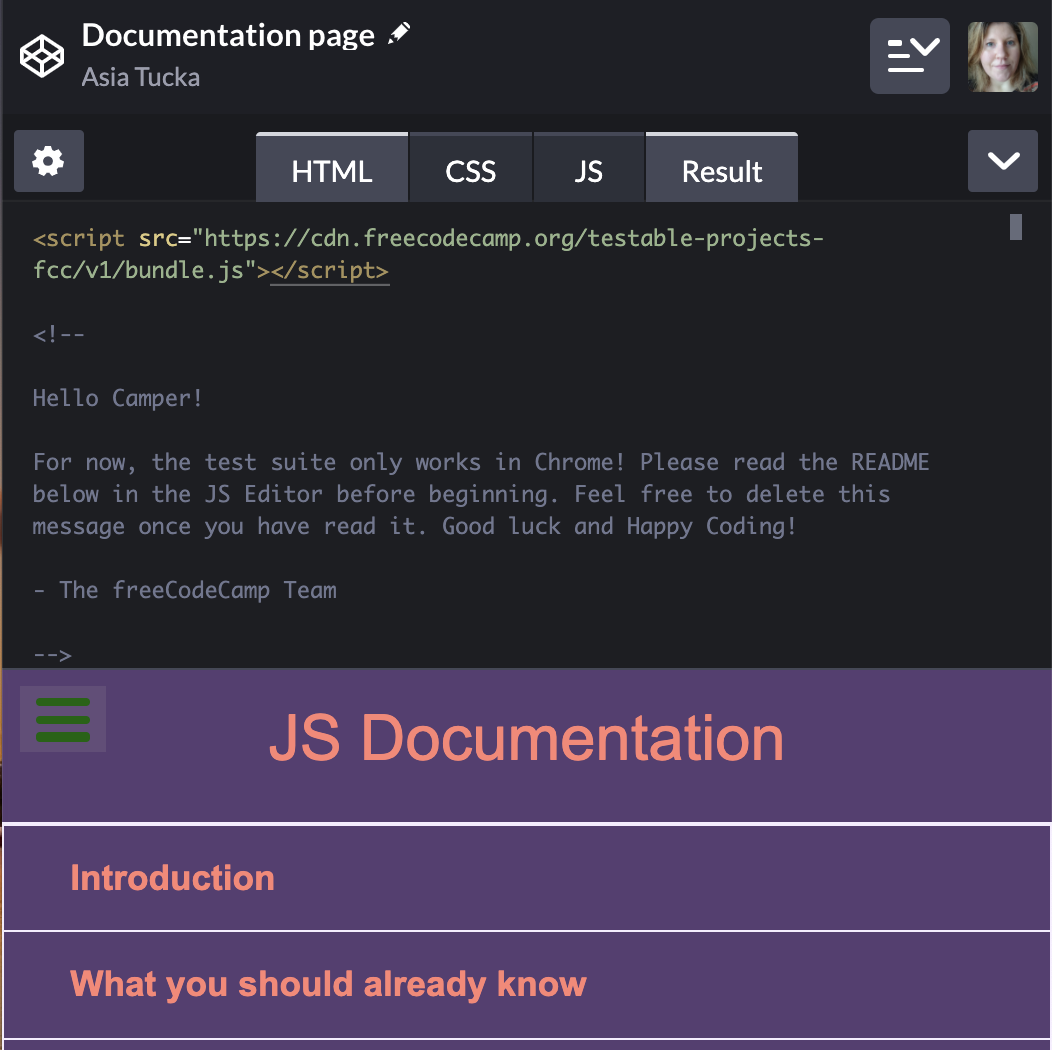 Documentation page
Asia Tucka
HTML CSS JS Result
<script src="https://cdn.freecodecamp.org/testable-projects-
fcc/v1/bundle.js"></script>
<!--
Hello Camper!
For now, the test suite only works in Chrome! Please read the README
below in the JS Editor before beginning. Feel free to delete this
message once you have read it. Good luck and Happy Coding!
- The freeCodeCamp Team
-->
JS Documentation
Introduction
What you should already know